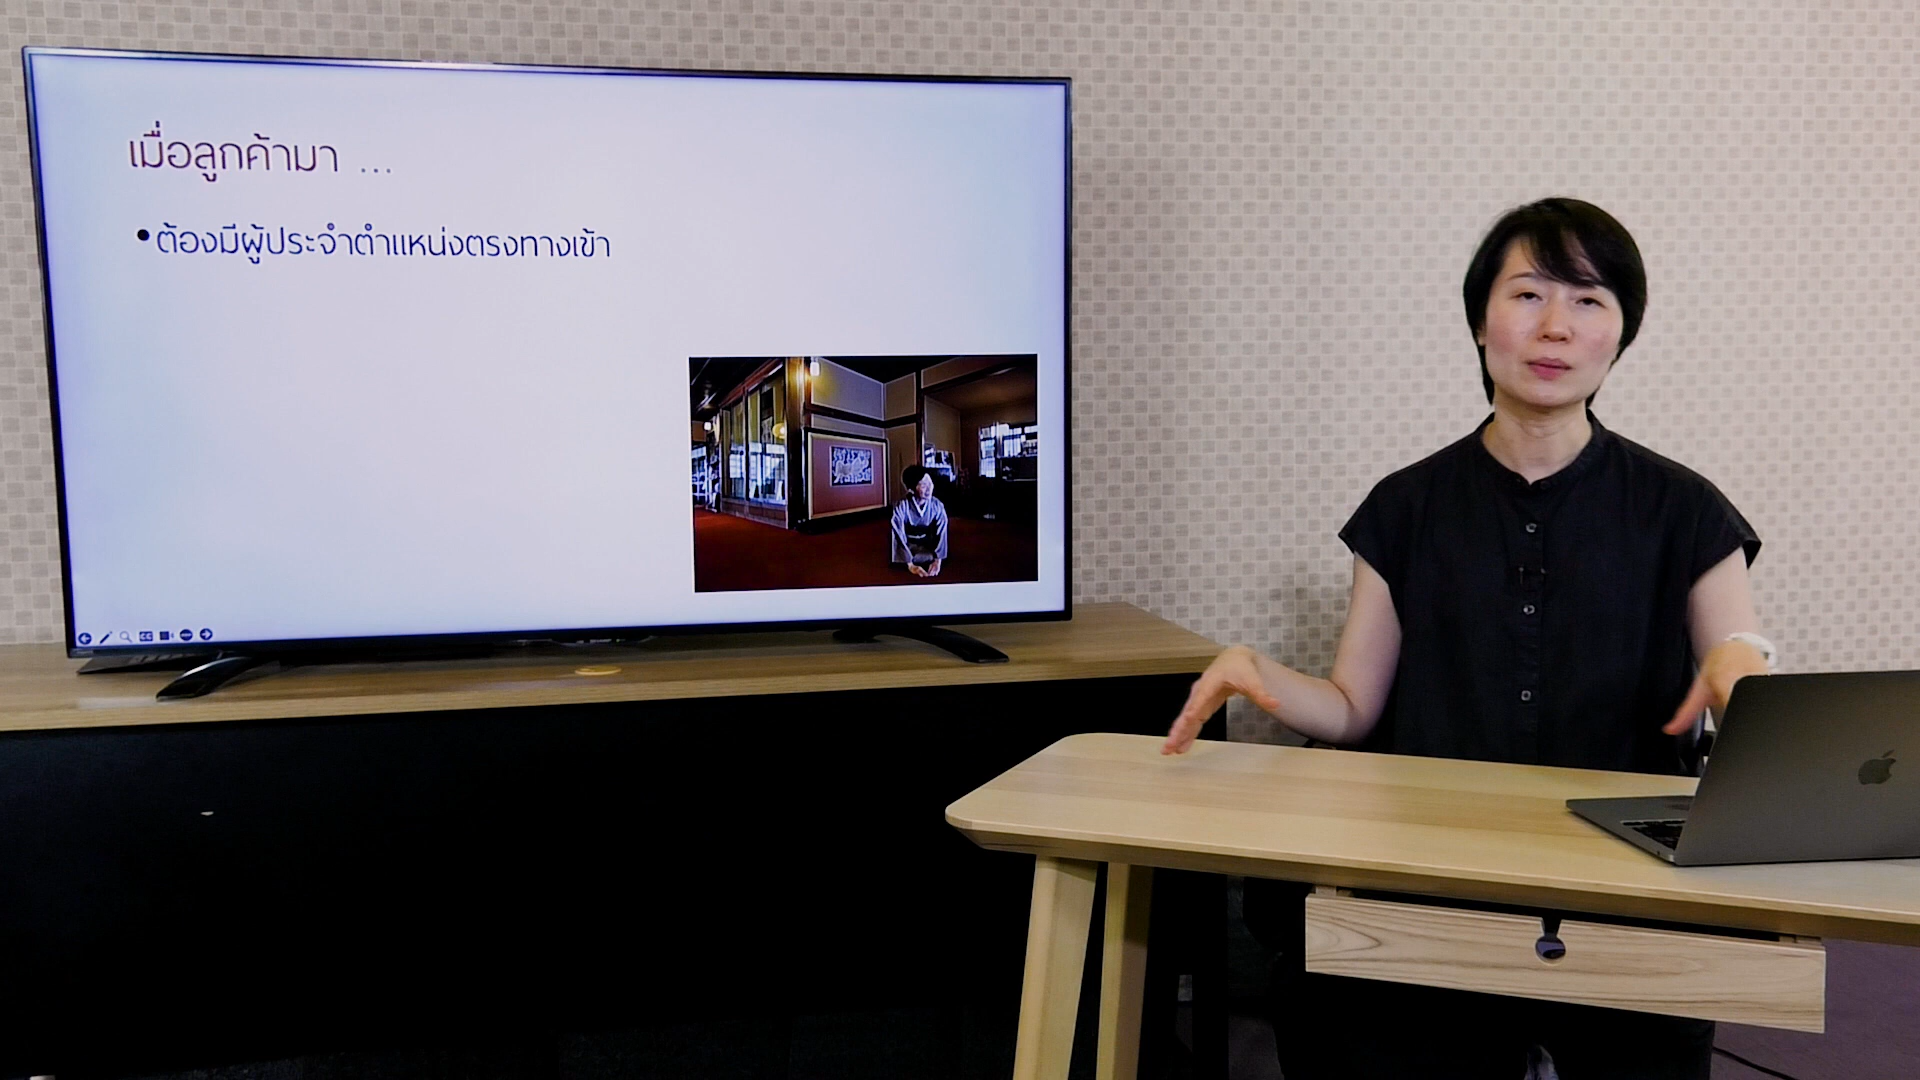 เมื่อลูกค้ามา ...
•ต้องมีผู้ประจำตำแหน่งตรงทางเข้า